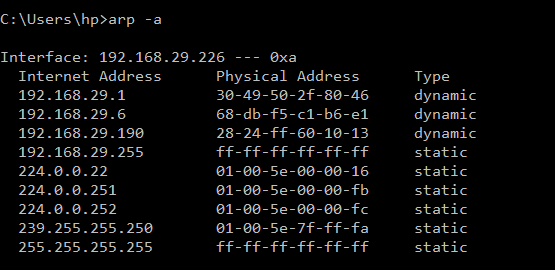 C:\Users\hp>arp -a
Interface: 192.168.29.226 --- 0xa
Internet Address Physical Address Type
192.168.29.1 30-49-50-2f-80-46 dynamic
192.168.29.6 68-db-f5-c1-b6-e1 dynamic
192.168.29.190 28-24-ff-60-10-13 dynamic
192.168.29.255 ff-ff-ff-ff-ff-ff static
224.0.0.22 01-00-5e-00-00-16 static
224.0.0.251 01-00-5e-00-00-fb static
224.0.0.252 01-00-5e-00-00-fc static
239.255.255.250 01-00-5e-7f-ff-fa static
255.255.255.255 ff-ff-ff-ff-ff-ff static